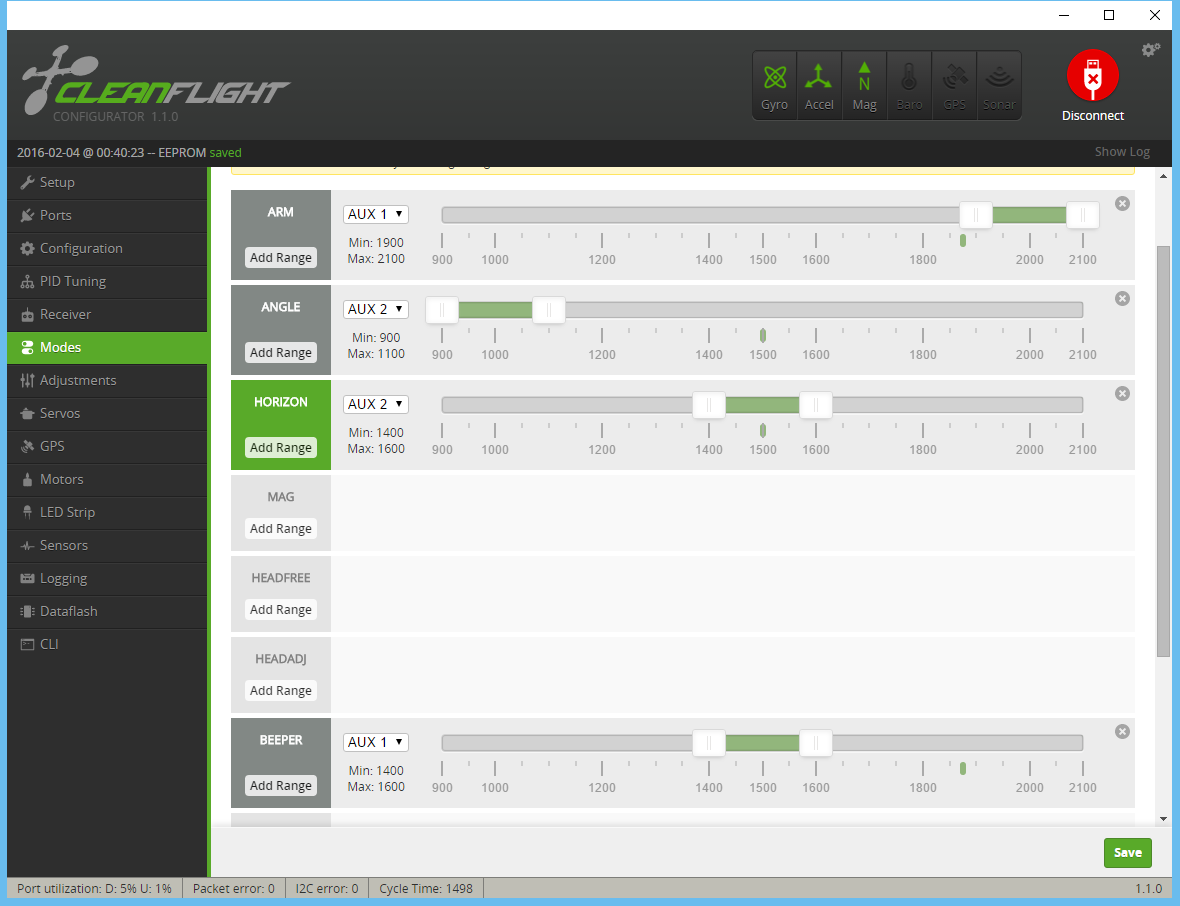 CLEANFLIGHT
CONFIGURATOR 1.1.0
Gyro
Accel
Mag
Baro
GPS
Sonar
Disconnect
2016-02-04 @ 00:40:23 -- EEPROM saved
Show Log
Setup
Ports
Configuration
PID Tuning
Receiver
Modes
Adjustments
Servos
GPS
Motors
LED Strip
Sensors
Logging
Dataflash
CLI
ARM
Add Range
AUX 1
Min: 1900
Max: 2100
900 1000 1200 1400 1500 1600 1800 2000 2100
ANGLE
Add Range
AUX 2
Min: 900
Max: 1100
900 1000 1200 1400 1500 1600 1800 2000 2100
HORIZON
Add Range
AUX 2
Min: 1400
Max: 1600
900 1000 1200 1400 1500 1600 1800 2000 2100
MAG
Add Range
HEADFREE
Add Range
HEADADJ
Add Range
BEEPER
Add Range
AUX 1
Min: 1400
Max: 1600
900 1000 1200 1400 1500 1600 1800 2000 2100
Save
Port utilization: D: 5% U: 1%
Packet error: 0
I2C error: 0
Cycle Time: 1498
1.1.0